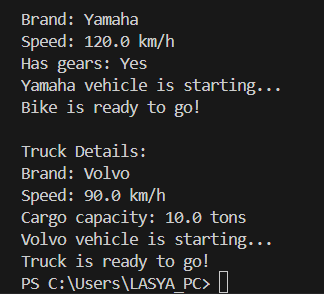 Brand: Yamaha
Speed: 120.0 km/h
Has gears: Yes
Yamaha vehicle is starting...
Bike is ready to go!

Truck Details:
Brand: Volvo
Speed: 90.0 km/h
Cargo capacity: 10.0 tons
Volvo vehicle is starting...
Truck is ready to go!
PS C:\Users\LASYA_PC>